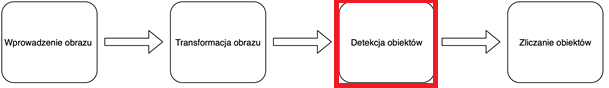 Wprowadzenie obrazu
Transformacja obrazu
Detekcja obiektów
Zliczanie obiektów